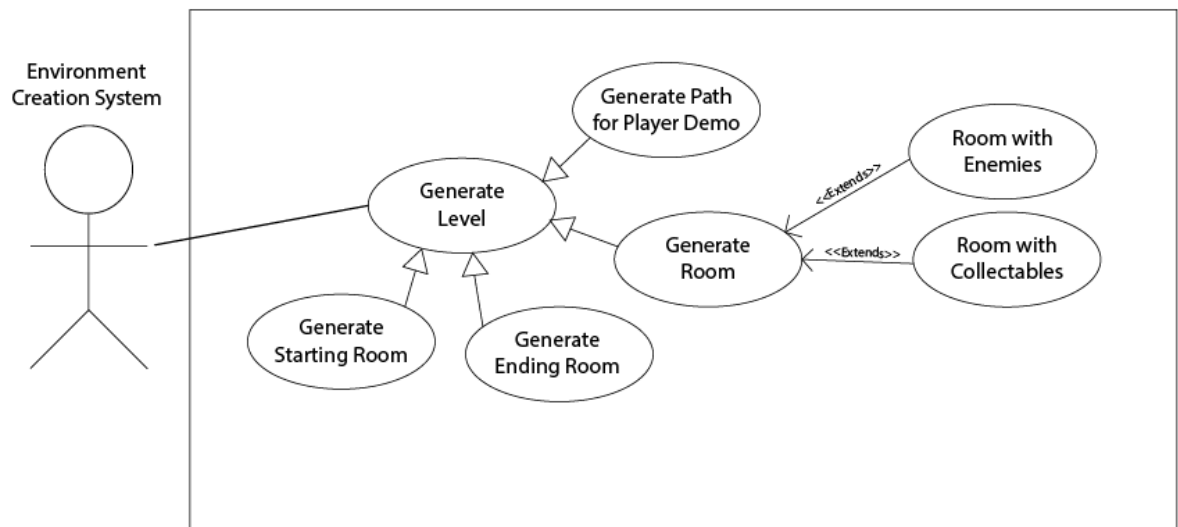 Environment
Creation System
Generate Path
for Player Demo
Room with
Enemies
<<Extends>>
Generate
Level
Generate
Room
<<Extends>>
Room with
Collectables
Generate
Starting Room
Generate
Ending Room